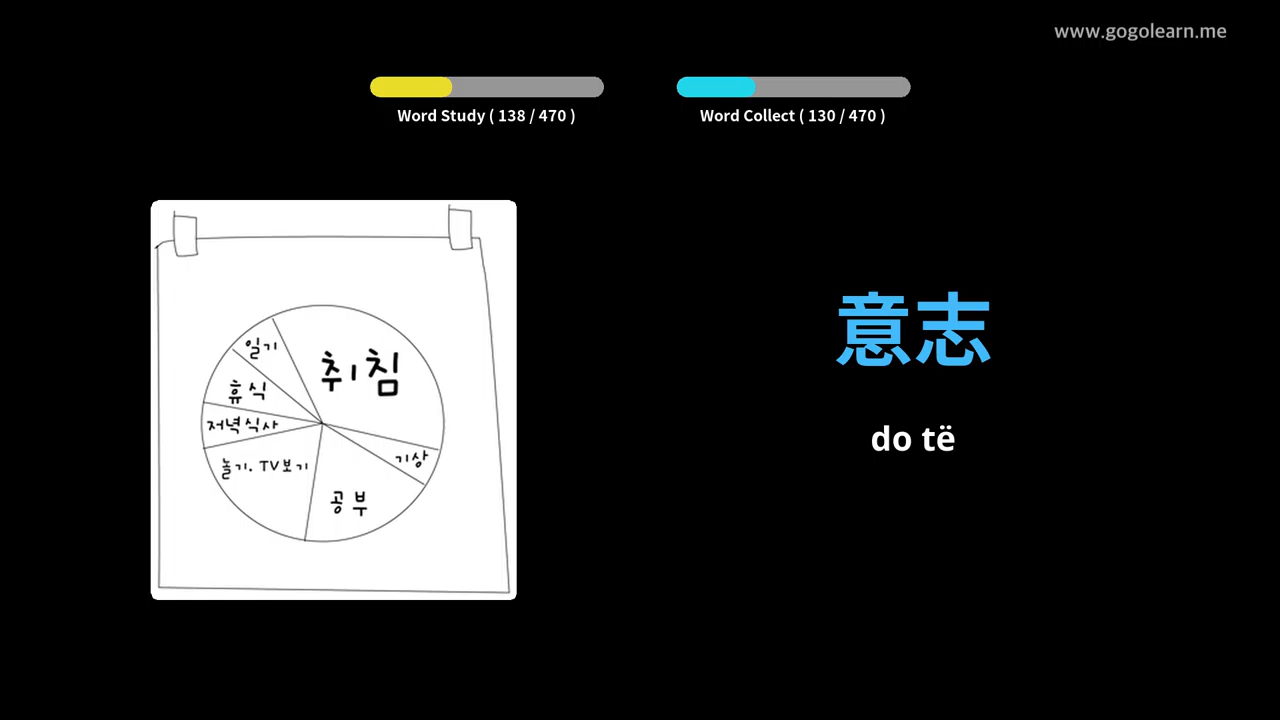 www.gogolearn.me
Word Study ( 138 / 470 )
Word Collect ( 130 / 470 )
일기
취침
휴식
저녁식사
놀기. TV보기
기상
공부
意志
do të